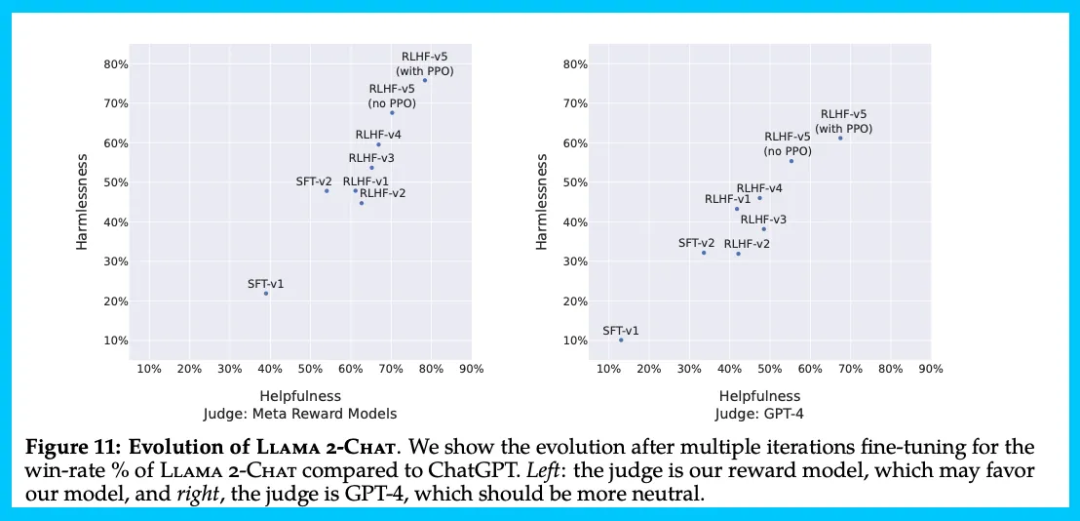 80%
70%
60%
50%
40%
30%
20%
10%
Harmlessness
RLHF-v5
(with PPO)
RLHF-v5
(no PPO)
RLHF-v4
RLHF-v3
SFT-v2
RLHF-v1
RLHF-v2
SFT-v1
10% 20% 30% 40% 50% 60% 70% 80% 90%
Helpfulness
Judge: Meta Reward Models
80%
70%
60%
50%
40%
30%
20%
10%
Harmlessness
RLHF-v5
(with PPO)
RLHF-v5
(no PPO)
RLHF-v4
RLHF-v1
RLHF-v3
SFT-v2
RLHF-v2
SFT-v1
10% 20% 30% 40% 50% 60% 70% 80% 90%
Helpfulness
Judge: GPT-4
Figure 11: Evolution of LLAMA 2-CHAT. We show the evolution after multiple iterations fine-tuning for the
win-rate % of LLAMA 2-CHAT compared to ChatGPT. Left: the judge is our reward model, which may favor
our model, and right, the judge is GPT-4, which should be more neutral.